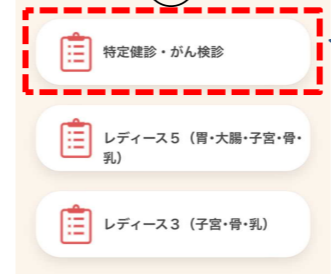 特定健診・がん検診
レディース５（胃･大腸･子宮･骨･
乳）
レディース３（子宮･骨･乳）